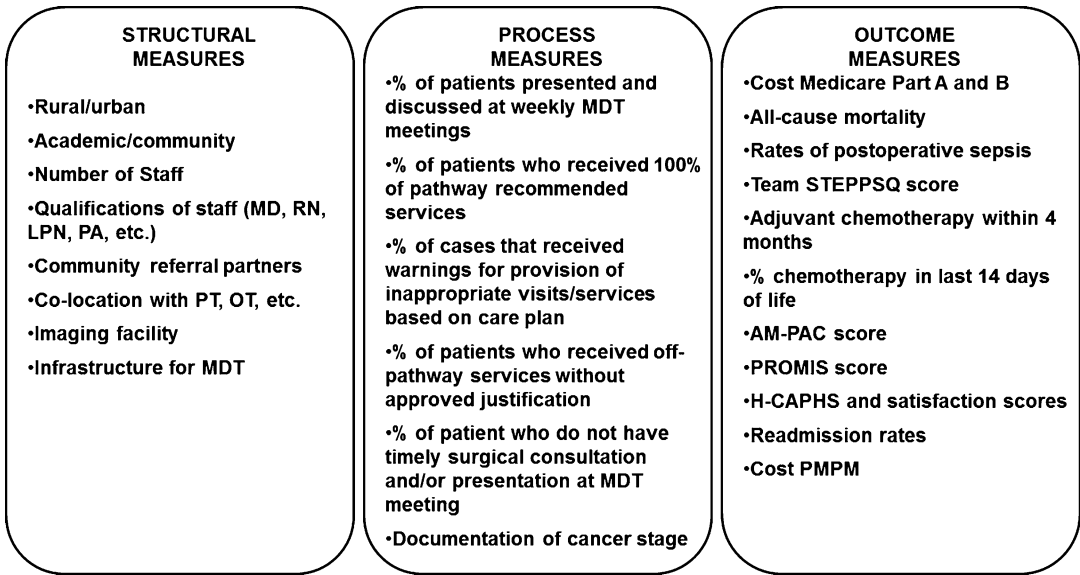 STRUCTURAL
MEASURES
•Rural/urban
•Academic/community
•Number of Staff
•Qualifications of staff (MD, RN,
LPN, PA, etc.)
•Community referral partners
•Co-location with PT, OT, etc.
•Imaging facility
•Infrastructure for MDT
PROCESS
MEASURES
•% of patients presented and
discussed at weekly MDT
meetings
•% of patients who received 100%
of pathway recommended
services
•% of cases that received
warnings for provision of
inappropriate visits/services
based on care plan
•% of patients who received off-
pathway services without
approved justification
•% of patient who do not have
timely surgical consultation
and/or presentation at MDT
meeting
•Documentation of cancer stage
OUTCOME
MEASURES
•Cost Medicare Part A and B
•All-cause mortality
•Rates of postoperative sepsis
•Team STEPPSQ score
•Adjuvant chemotherapy within 4
months
•% chemotherapy in last 14 days
of life
•AM-PAC score
•PROMIS score
•H-CAPHS and satisfaction scores
•Readmission rates
•Cost PMPM